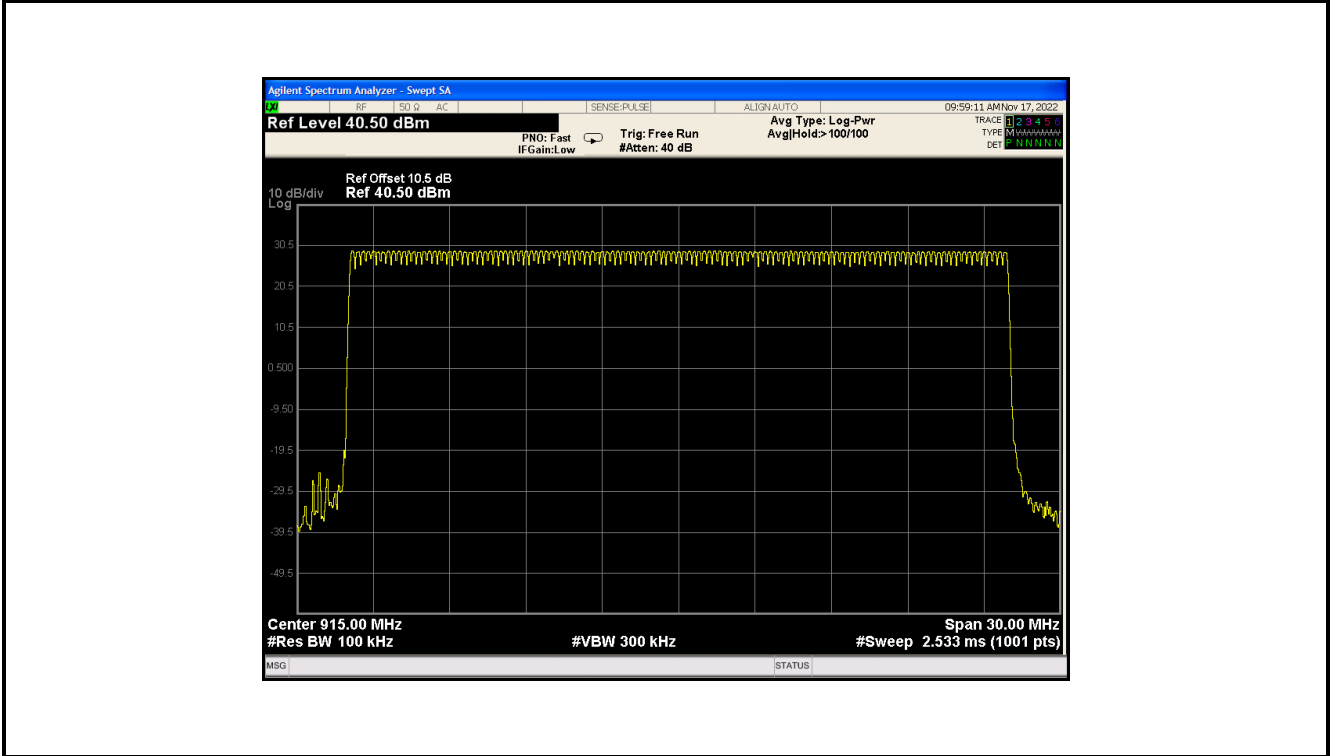 Agilent Spectrum Analyzer - Swept SA
LXI RF 50 Ω AC SENSE:PULSE ALIGN AUTO 09:59:11 AM Nov 17, 2022
Ref Level 40.50 dBm
PNO: Fast
IFGain:Low
Trig: Free Run
#Atten: 40 dB
Avg Type: Log-Pwr
Avg|Hold:>100/100
TRACE 1 2 3 4 5 6
TYPE M WWWWW
DET P N N N N N
10 dB/div
Log
Ref Offset 10.5 dB
Ref 40.50 dBm
30.5
20.5
10.5
0.500
-9.50
-19.5
-29.5
-39.5
-49.5
Center 915.00 MHz Span 30.00 MHz
#Res BW 100 kHz #VBW 300 kHz #Sweep 2.533 ms (1001 pts)
MSG STATUS